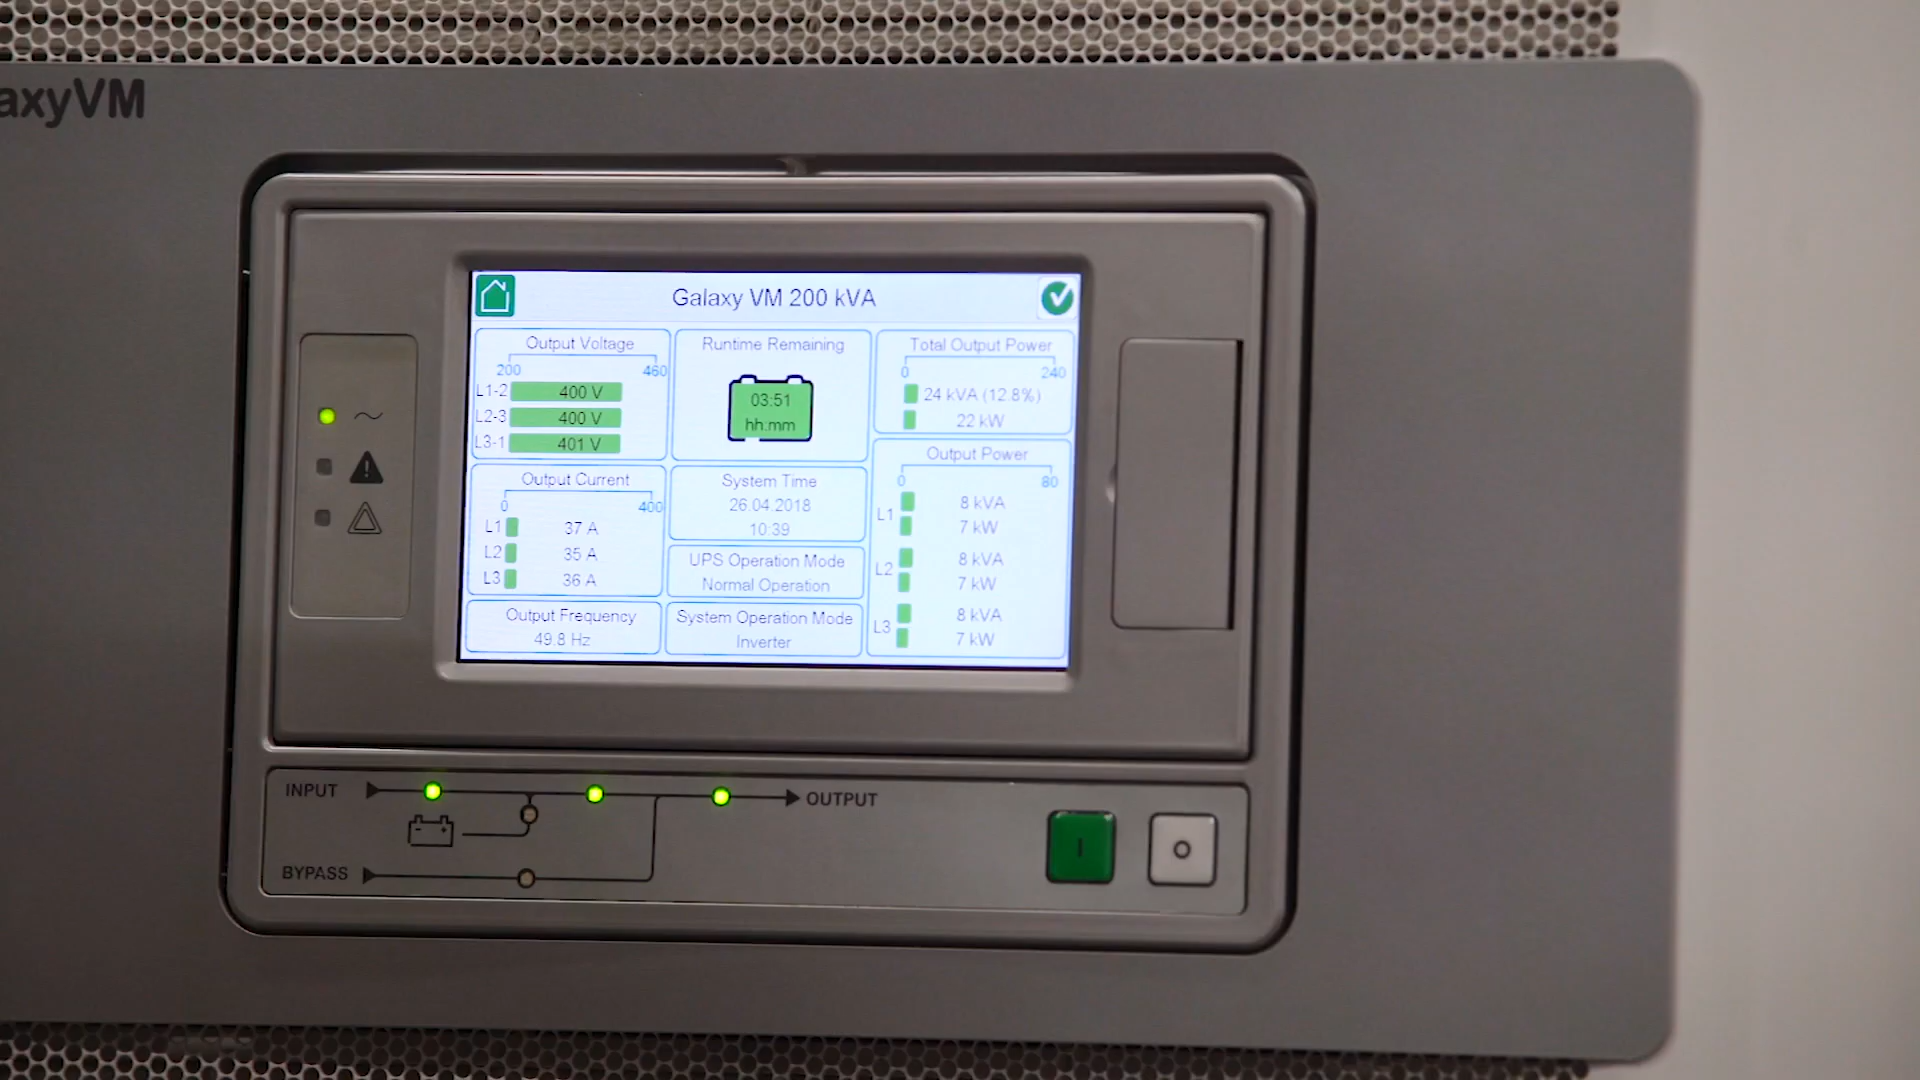 axyVM
Galaxy VM 200 kVA
Output Voltage
200 460
L1-2 400 V
L2-3 400 V
L3-1 401 V
Output Current
0 400
L1 37 A
L2 35 A
L3 36 A
Output Frequency
49.8 Hz
Runtime Remaining
03:51
hh:mm
System Time
26.04.2018
10:39
UPS Operation Mode
Normal Operation
System Operation Mode
Inverter
Total Output Power
0 240
24 kVA (12.8%)
22 kW
Output Power
0 80
L1
8 kVA
7 kW
L2
8 kVA
7 kW
L3
8 kVA
7 kW
INPUT
OUTPUT
BYPASS
I O